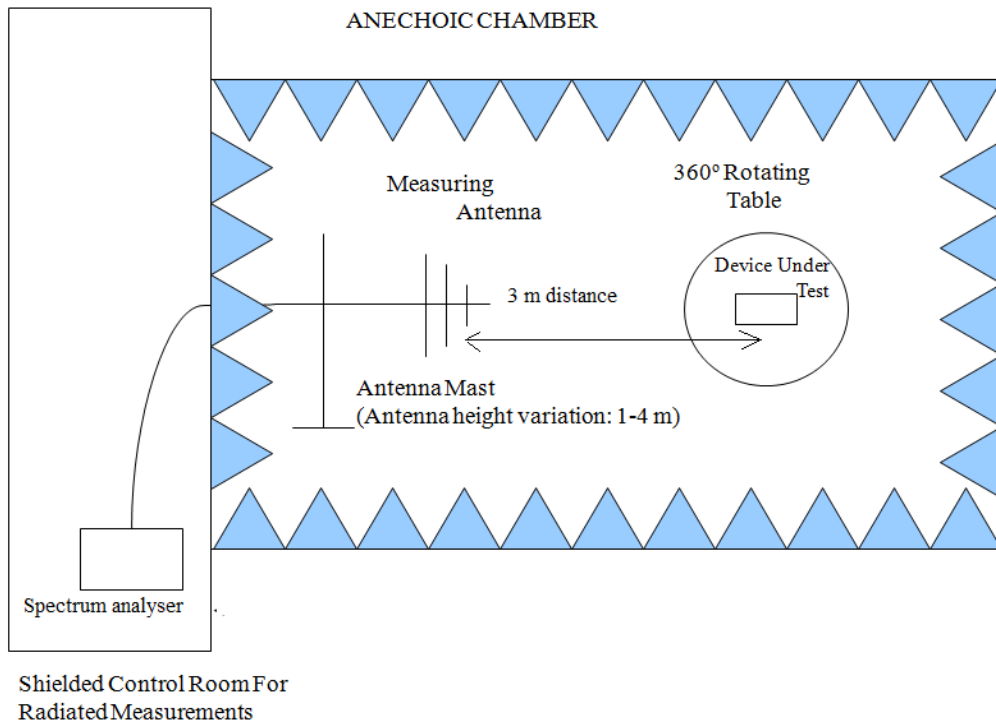 ANECHOIC CHAMBER
Measuring
Antenna
360º Rotating
Table
Device Under
Test
3 m distance
Antenna Mast
(Antenna height variation: 1-4 m)
Spectrum analyser
Shielded Control Room For
Radiated Measurements